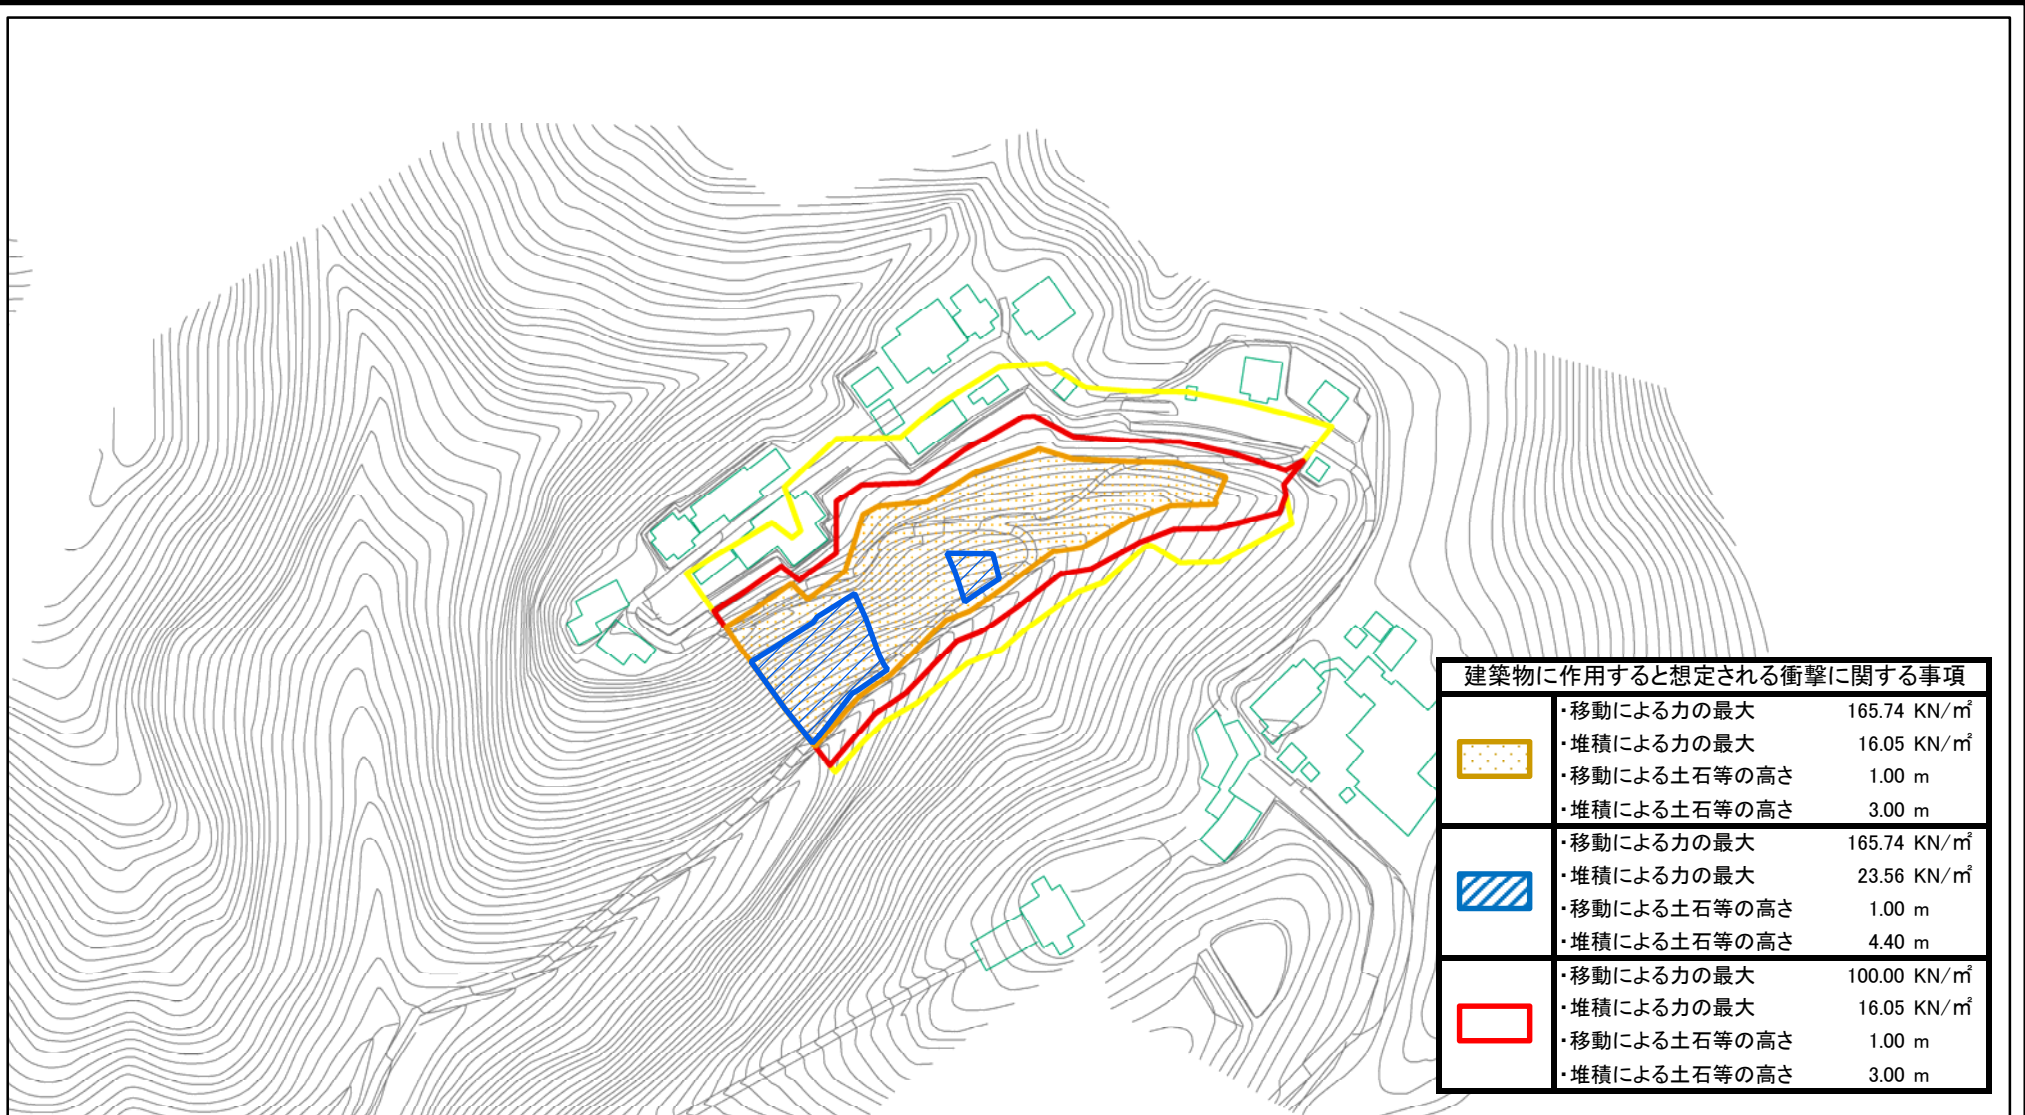 建築物に作用すると想定される衝撃に関する事項
・移動による力の最大 165.74 KN/㎡
・堆積による力の最大 16.05 KN/㎡
・移動による土石等の高さ 1.00 m
・堆積による土石等の高さ 3.00 m
・移動による力の最大 165.74 KN/㎡
・堆積による力の最大 23.56 KN/㎡
・移動による土石等の高さ 1.00 m
・堆積による土石等の高さ 4.40 m
・移動による力の最大 100.00 KN/㎡
・堆積による力の最大 16.05 KN/㎡
・移動による土石等の高さ 1.00 m
・堆積による土石等の高さ 3.00 m